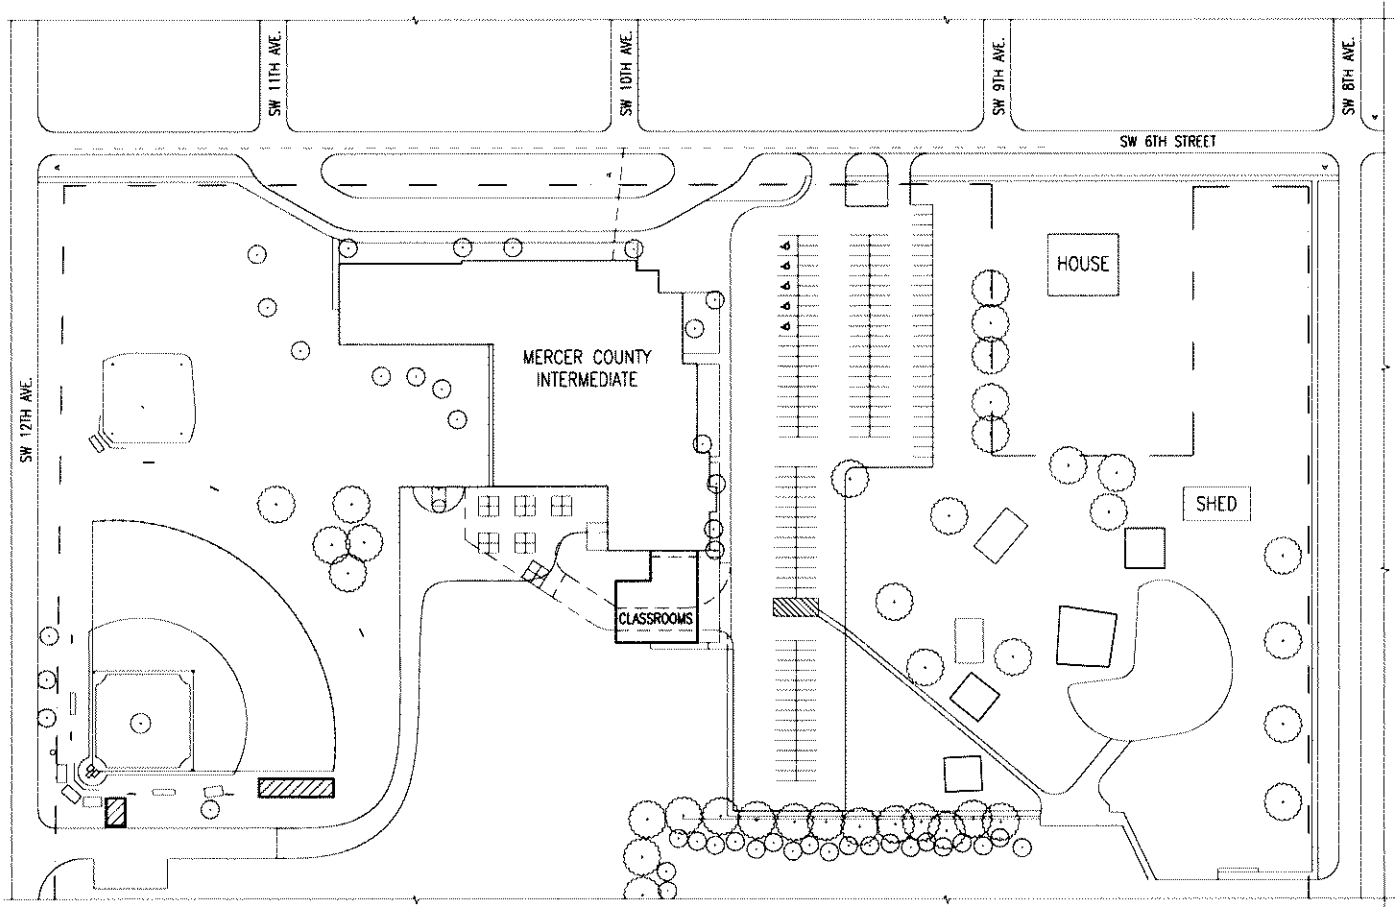 SW 11TH AVE.
SW 10TH AVE.
SW 9TH AVE.
SW 8TH AVE.
SW 6TH STREET
HOUSE
MERCER COUNTY
INTERMEDIATE
SW 12TH AVE.
SHED
CLASSROOMS